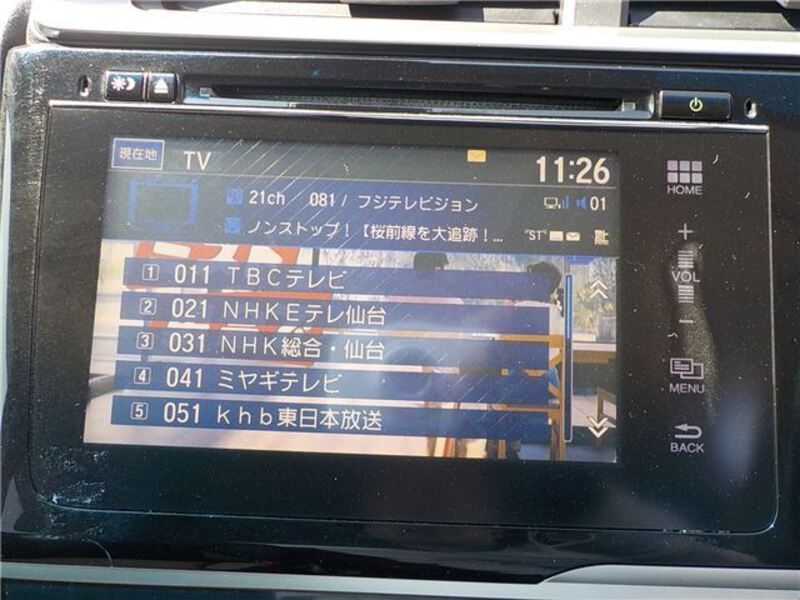 現在地 TV 11:26
21ch 081/ フジテレビジョン 01
ノンストップ！【桜前線を大追跡！... "ST"
1 011 TBCテレビ
2 021 NHKEテレ仙台
3 031 NHK総合・仙台
4 041 ミヤギテレビ
5 051 khb東日本放送
HOME
+
VOL
−
MENU
BACK